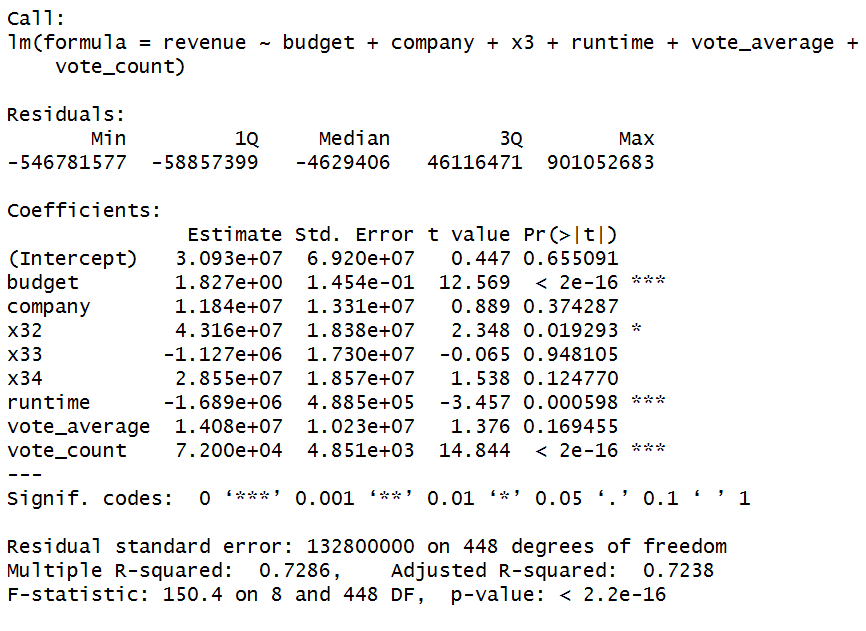 Call:
lm(formula = revenue ~ budget + company + x3 + runtime + vote_average +
    vote_count)

Residuals:
       Min         1Q     Median         3Q        Max
-546781577  -58857399   -4629406   46116471  901052683

Coefficients:
               Estimate Std. Error t value Pr(>|t|)
(Intercept)   3.093e+07  6.920e+07   0.447 0.655091
budget        1.827e+00  1.454e-01  12.569  < 2e-16 ***
company       1.184e+07  1.331e+07   0.889 0.374287
x32           4.316e+07  1.838e+07   2.348 0.019293 *
x33          -1.127e+06  1.730e+07  -0.065 0.948105
x34           2.855e+07  1.857e+07   1.538 0.124770
runtime      -1.689e+06  4.885e+05  -3.457 0.000598 ***
vote_average  1.408e+07  1.023e+07   1.376 0.169455
vote_count    7.200e+04  4.851e+03  14.844  < 2e-16 ***
---
Signif. codes:  0 ‘***’ 0.001 ‘**’ 0.01 ‘*’ 0.05 ‘.’ 0.1 ‘ ’ 1

Residual standard error: 132800000 on 448 degrees of freedom
Multiple R-squared:  0.7286,    Adjusted R-squared:  0.7238
F-statistic: 150.4 on 8 and 448 DF,  p-value: < 2.2e-16